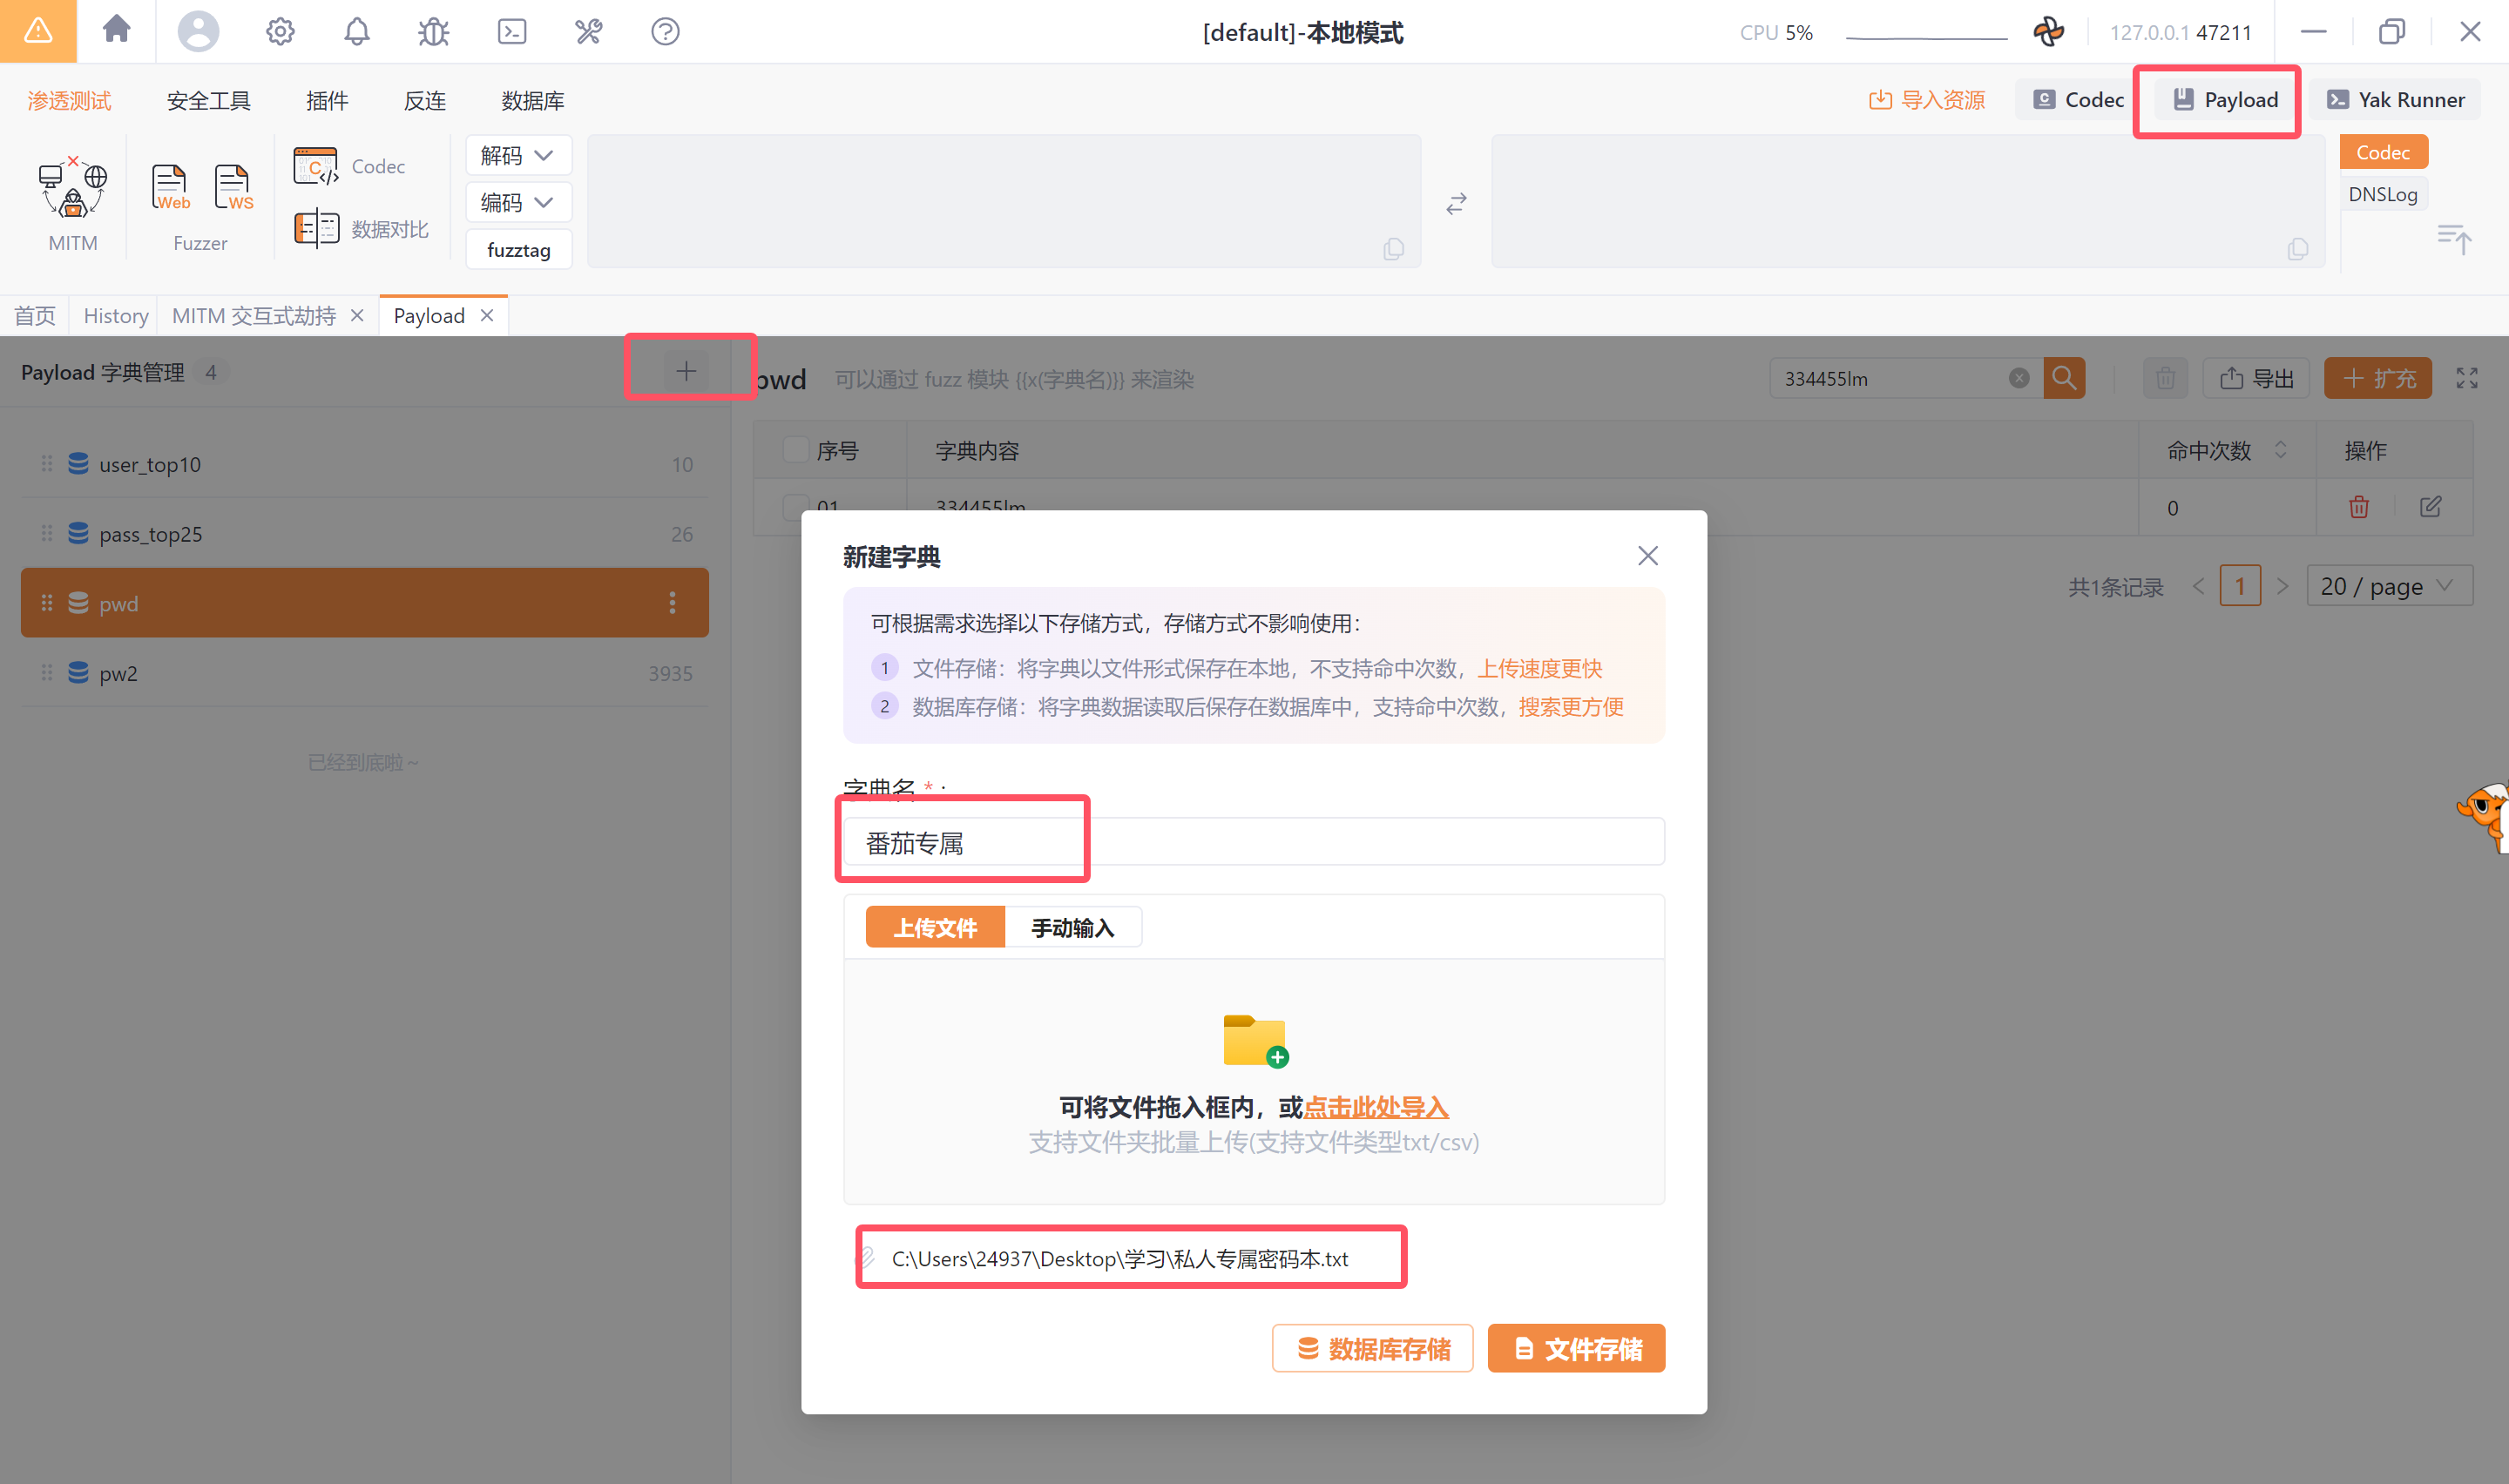 [default]-本地模式
CPU 5%
127.0.0.1 47211
渗透测试
安全工具
插件
反连
数据库
导入资源
Codec
Payload
Yak Runner
MITM
Web
WS
Fuzzer
Codec
数据对比
解码
编码
fuzztag
Codec
DNSLog
首页
History
MITM 交互式劫持
Payload
Payload 字典管理 4
user_top10 10
pass_top25 26
pwd
pw2 3935
已经到底啦~
pwd
可以通过 fuzz 模块 {{x(字典名)}} 来渲染
334455lm
导出
扩充
序号
字典内容
命中次数
操作
01
334455lm
0
共1条记录
1
20 / page
新建字典
可根据需求选择以下存储方式，存储方式不影响使用：
1 文件存储：将字典以文件形式保存在本地，不支持命中次数，上传速度更快
2 数据库存储：将字典数据读取后保存在数据库中，支持命中次数，搜索更方便
字典名 * :
番茄专属
上传文件
手动输入
可将文件拖入框内，或点击此处导入
支持文件夹批量上传(支持文件类型txt/csv)
C:\Users\24937\Desktop\学习\私人专属密码本.txt
数据库存储
文件存储